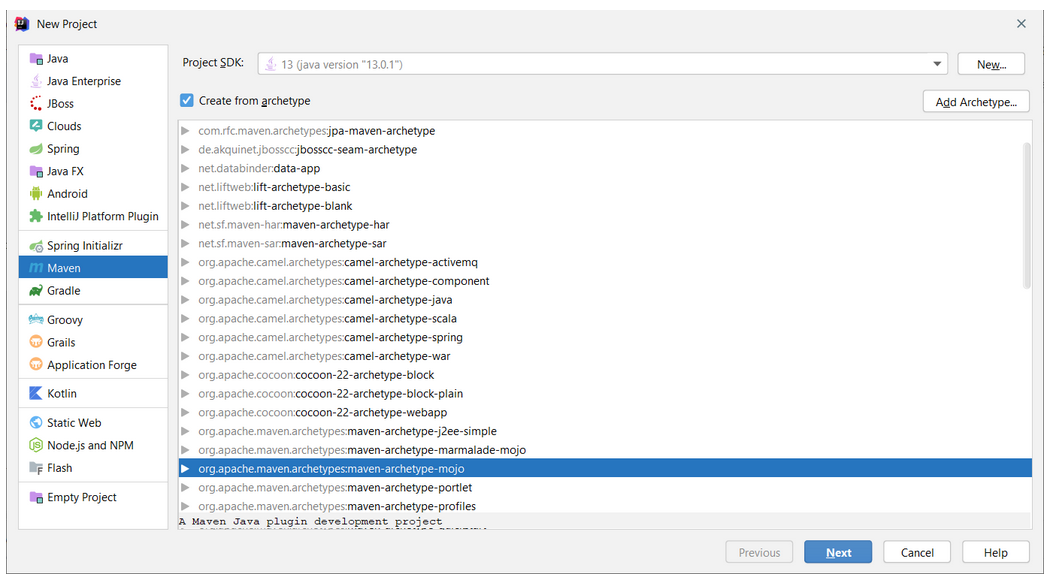 New Project
Java
Java Enterprise
JBoss
Clouds
Spring
Java FX
Android
IntelliJ Platform Plugin
Spring Initializr
Maven
Gradle
Groovy
Grails
Application Forge
Kotlin
Static Web
Node.js and NPM
Flash
Empty Project
Project SDK: 13 (java version "13.0.1") New...
Create from archetype Add Archetype...
com.rfc.maven.archetypes:jpa-maven-archetype
de.akquinet.jbosscc:jbosscc-seam-archetype
net.databinder:data-app
net.liftweb:lift-archetype-basic
net.liftweb:lift-archetype-blank
net.sf.maven-har:maven-archetype-har
net.sf.maven-sar:maven-archetype-sar
org.apache.camel.archetypes:camel-archetype-activemq
org.apache.camel.archetypes:camel-archetype-component
org.apache.camel.archetypes:camel-archetype-java
org.apache.camel.archetypes:camel-archetype-scala
org.apache.camel.archetypes:camel-archetype-spring
org.apache.camel.archetypes:camel-archetype-war
org.apache.cocoon:cocoon-22-archetype-block
org.apache.cocoon:cocoon-22-archetype-block-plain
org.apache.cocoon:cocoon-22-archetype-webapp
org.apache.maven.archetypes:maven-archetype-j2ee-simple
org.apache.maven.archetypes:maven-archetype-marmalade-mojo
org.apache.maven.archetypes:maven-archetype-mojo
org.apache.maven.archetypes:maven-archetype-portlet
org.apache.maven.archetypes:maven-archetype-profiles
A Maven Java plugin development project
Previous Next Cancel Help